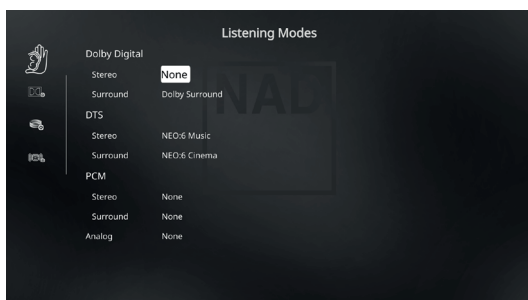 Listening Modes
Dolby Digital
Stereo None
Surround Dolby Surround
DTS
Stereo NEO:6 Music
Surround NEO:6 Cinema
PCM
Stereo None
Surround None
Analog None
NAD